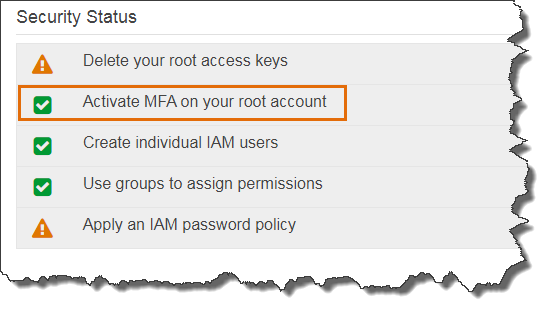 Security Status
Delete your root access keys
Activate MFA on your root account
Create individual IAM users
Use groups to assign permissions
Apply an IAM password policy